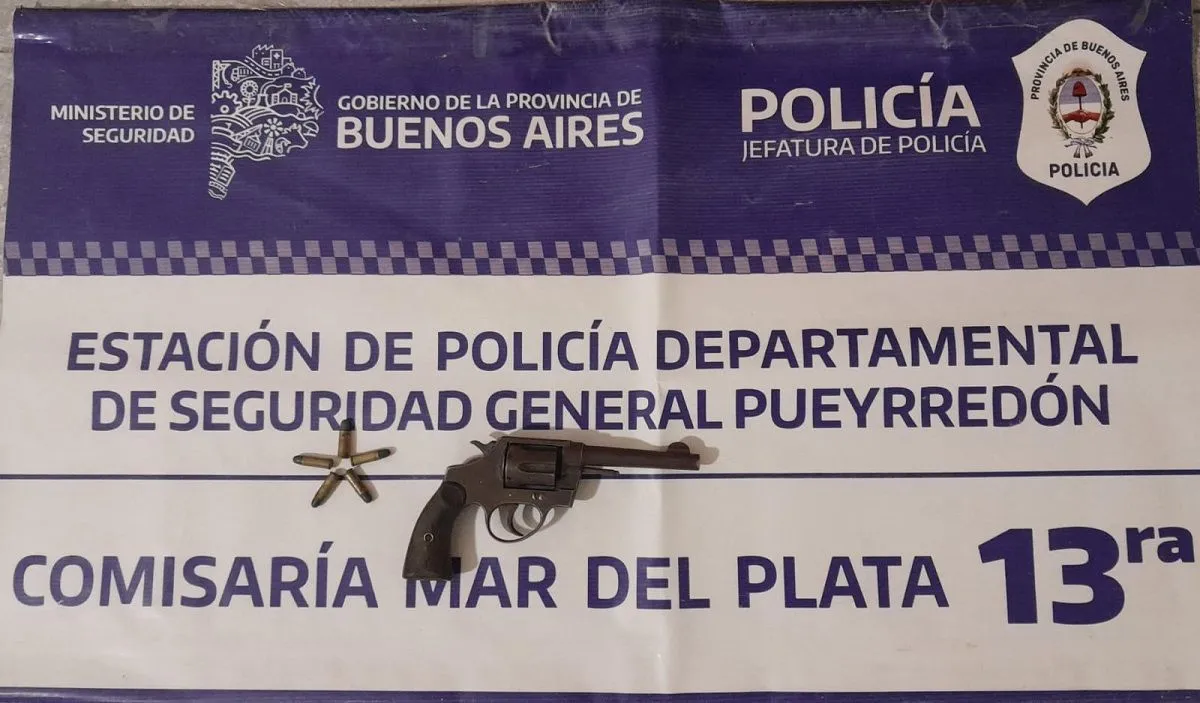 MINISTERIO DE
SEGURIDAD
GOBIERNO DE LA PROVINCIA DE
BUENOS AIRES
POLICÍA
JEFATURA DE POLICÍA
PROVINCIA DE BUENOS AIRES
POLICIA
ESTACIÓN DE POLICÍA DEPARTAMENTAL
DE SEGURIDAD GENERAL PUEYRREDÓN
COMISARÍA MAR DEL PLATA 13ra